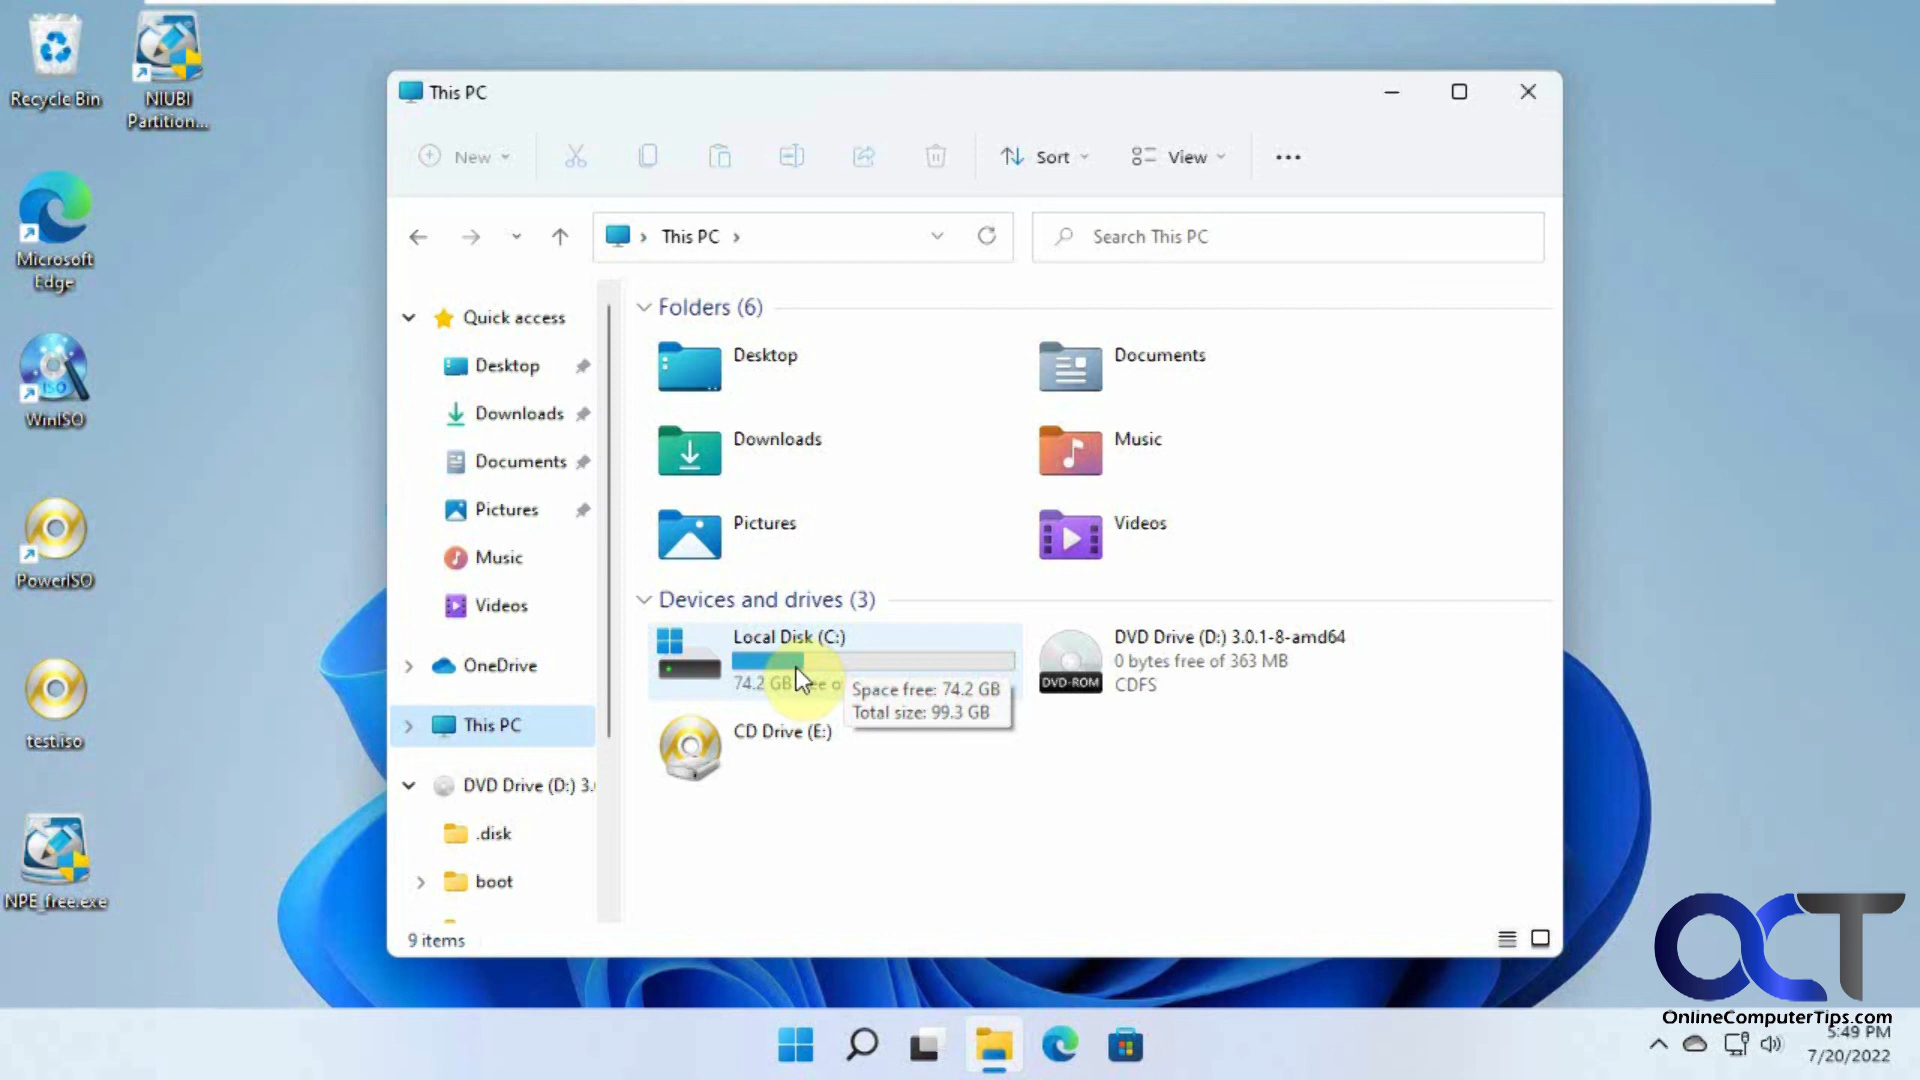 Recycle Bin
NIUBI
Partition...
Microsoft
Edge
WinISO
PowerISO
test.iso
NPE_free.exe
This PC
New
Sort
View
This PC
Search This PC
Quick access
Desktop
Downloads
Documents
Pictures
Music
Videos
OneDrive
This PC
DVD Drive (D:) 3.
.disk
boot
Folders (6)
Desktop
Documents
Downloads
Music
Pictures
Videos
Devices and drives (3)
Local Disk (C:)
74.2 GB free o
Space free: 74.2 GB
Total size: 99.3 GB
DVD Drive (D:) 3.0.1-8-amd64
0 bytes free of 363 MB
CDFS
DVD-ROM
CD Drive (E:)
9 items
OCT
OnlineComputerTips.com
5:49 PM
7/20/2022